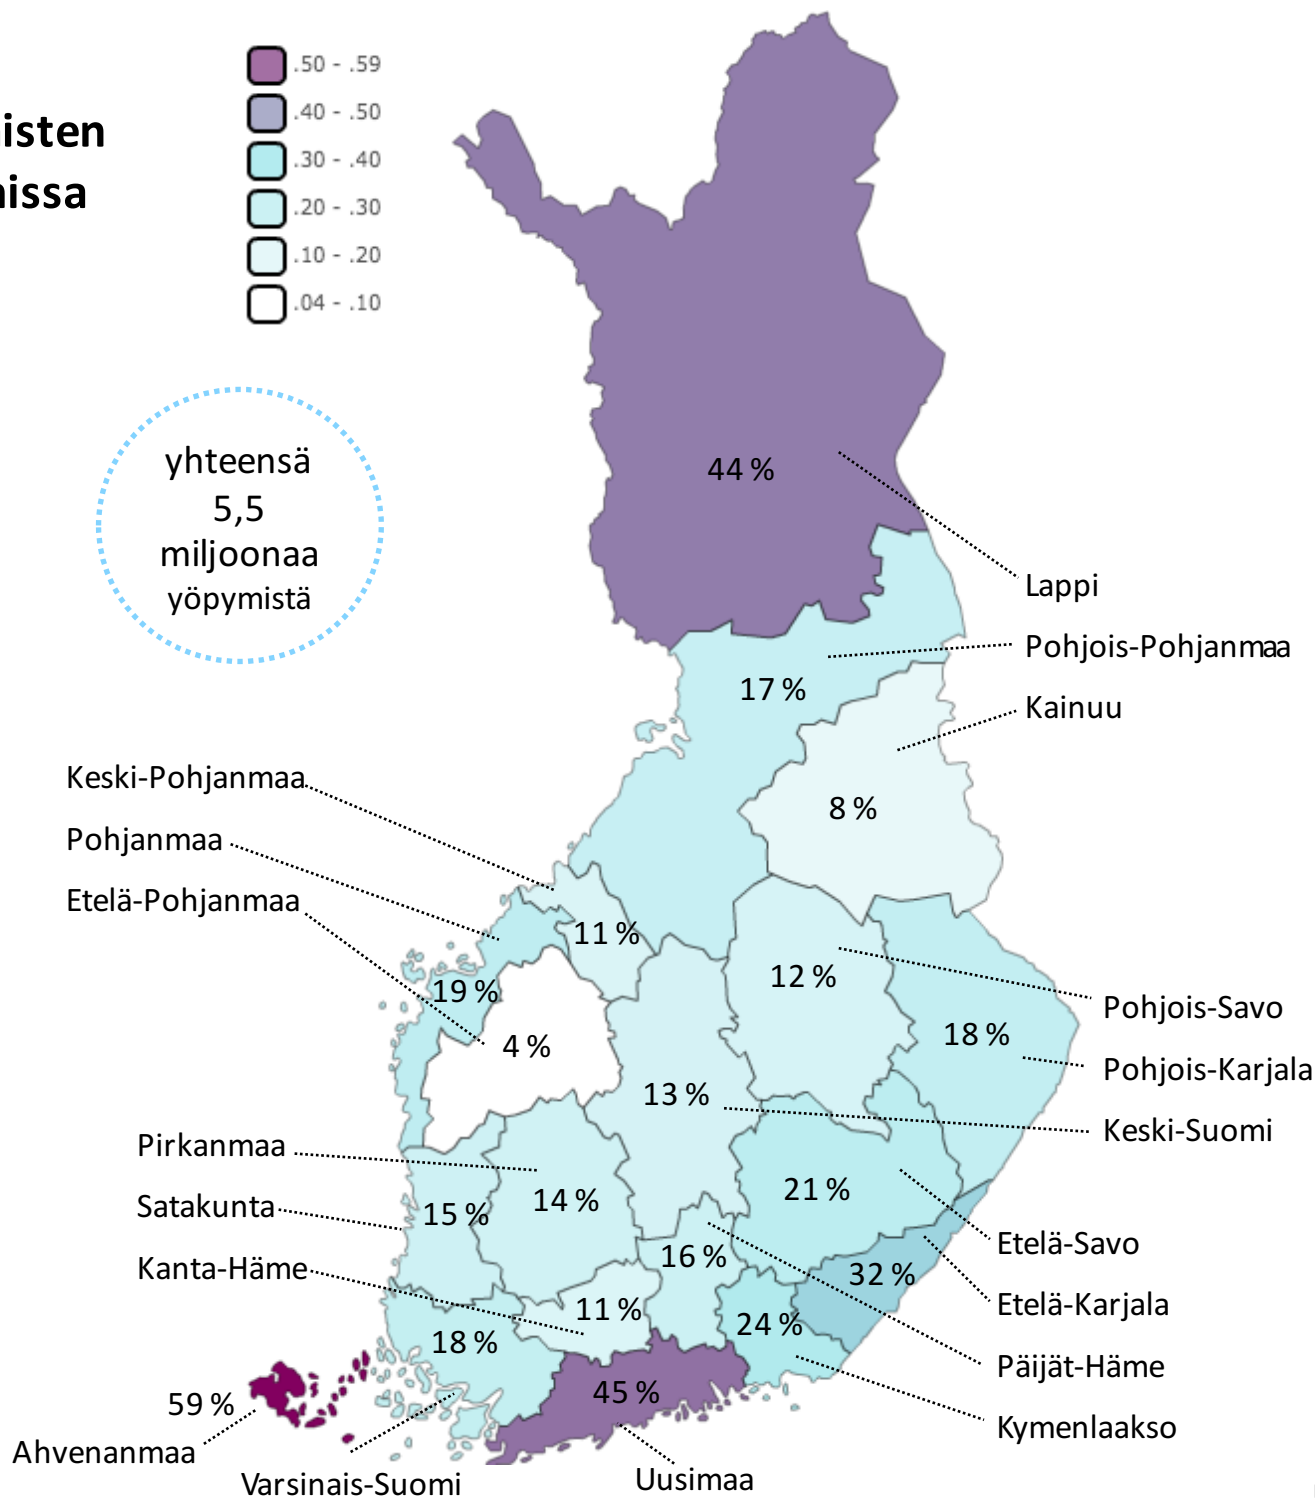 .50 - .59
.40 - .50
.30 - .40
.20 - .30
.10 - .20
.04 - .10
yhteensä
5,5
miljoonaa
yöpymistä
44 %
Lappi
Pohjois-Pohjanmaa
17 %
Kainuu
Keski-Pohjanmaa
8 %
Pohjanmaa
Etelä-Pohjanmaa
11 %
12 %
19 %
Pohjois-Savo
18 %
4 %
Pohjois-Karjala
13 %
Keski-Suomi
Pirkanmaa
21 %
14 %
Satakunta
15 %
Etelä-Savo
16 %
Kanta-Häme
32 %
Etelä-Karjala
11 %
24 %
18 %
Päijät-Häme
45 %
59 %
Kymenlaakso
Ahvenanmaa
Uusimaa
Varsinais-Suomi